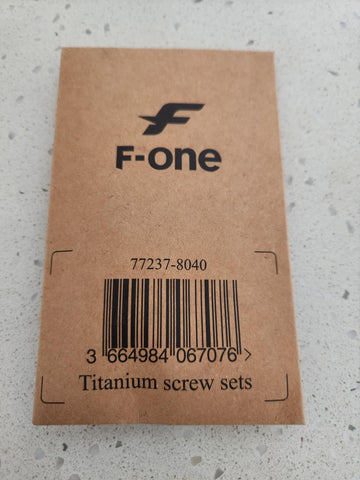 F-one
77237-8040
3 664984 067076 >
Titanium screw sets